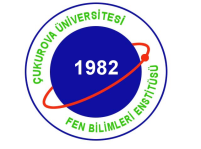 ÇUKUROVA ÜNİVERSİTESİ
1982
FEN BİLİMLERİ ENSTİTÜSÜ